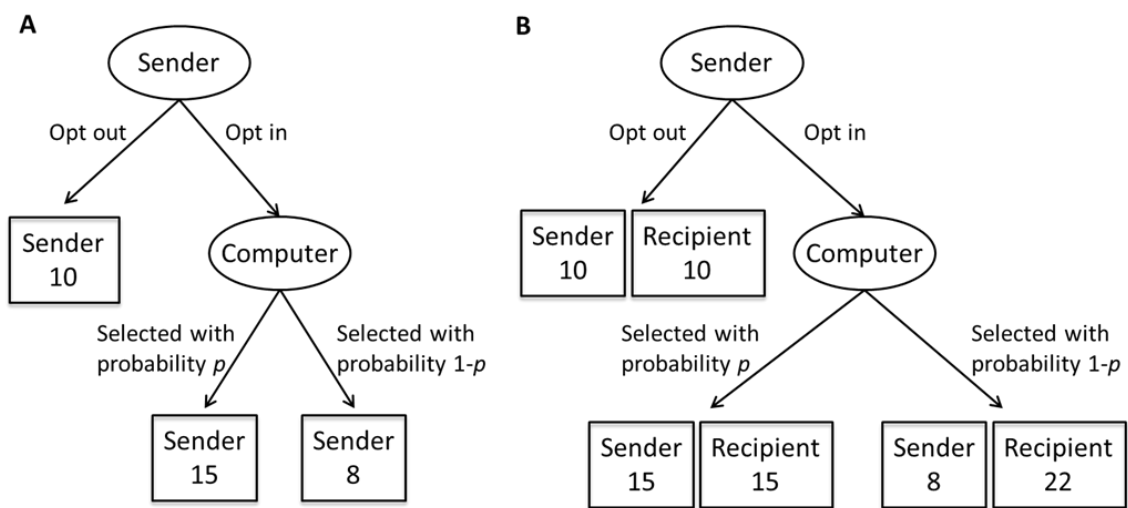 A
Sender
Opt out
Opt in
Sender
10
Computer
Selected with
probability p
Selected with
probability 1-p
Sender
15
Sender
8
B
Sender
Opt out
Opt in
Sender
10
Recipient
10
Computer
Selected with
probability p
Selected with
probability 1-p
Sender
15
Recipient
15
Sender
8
Recipient
22